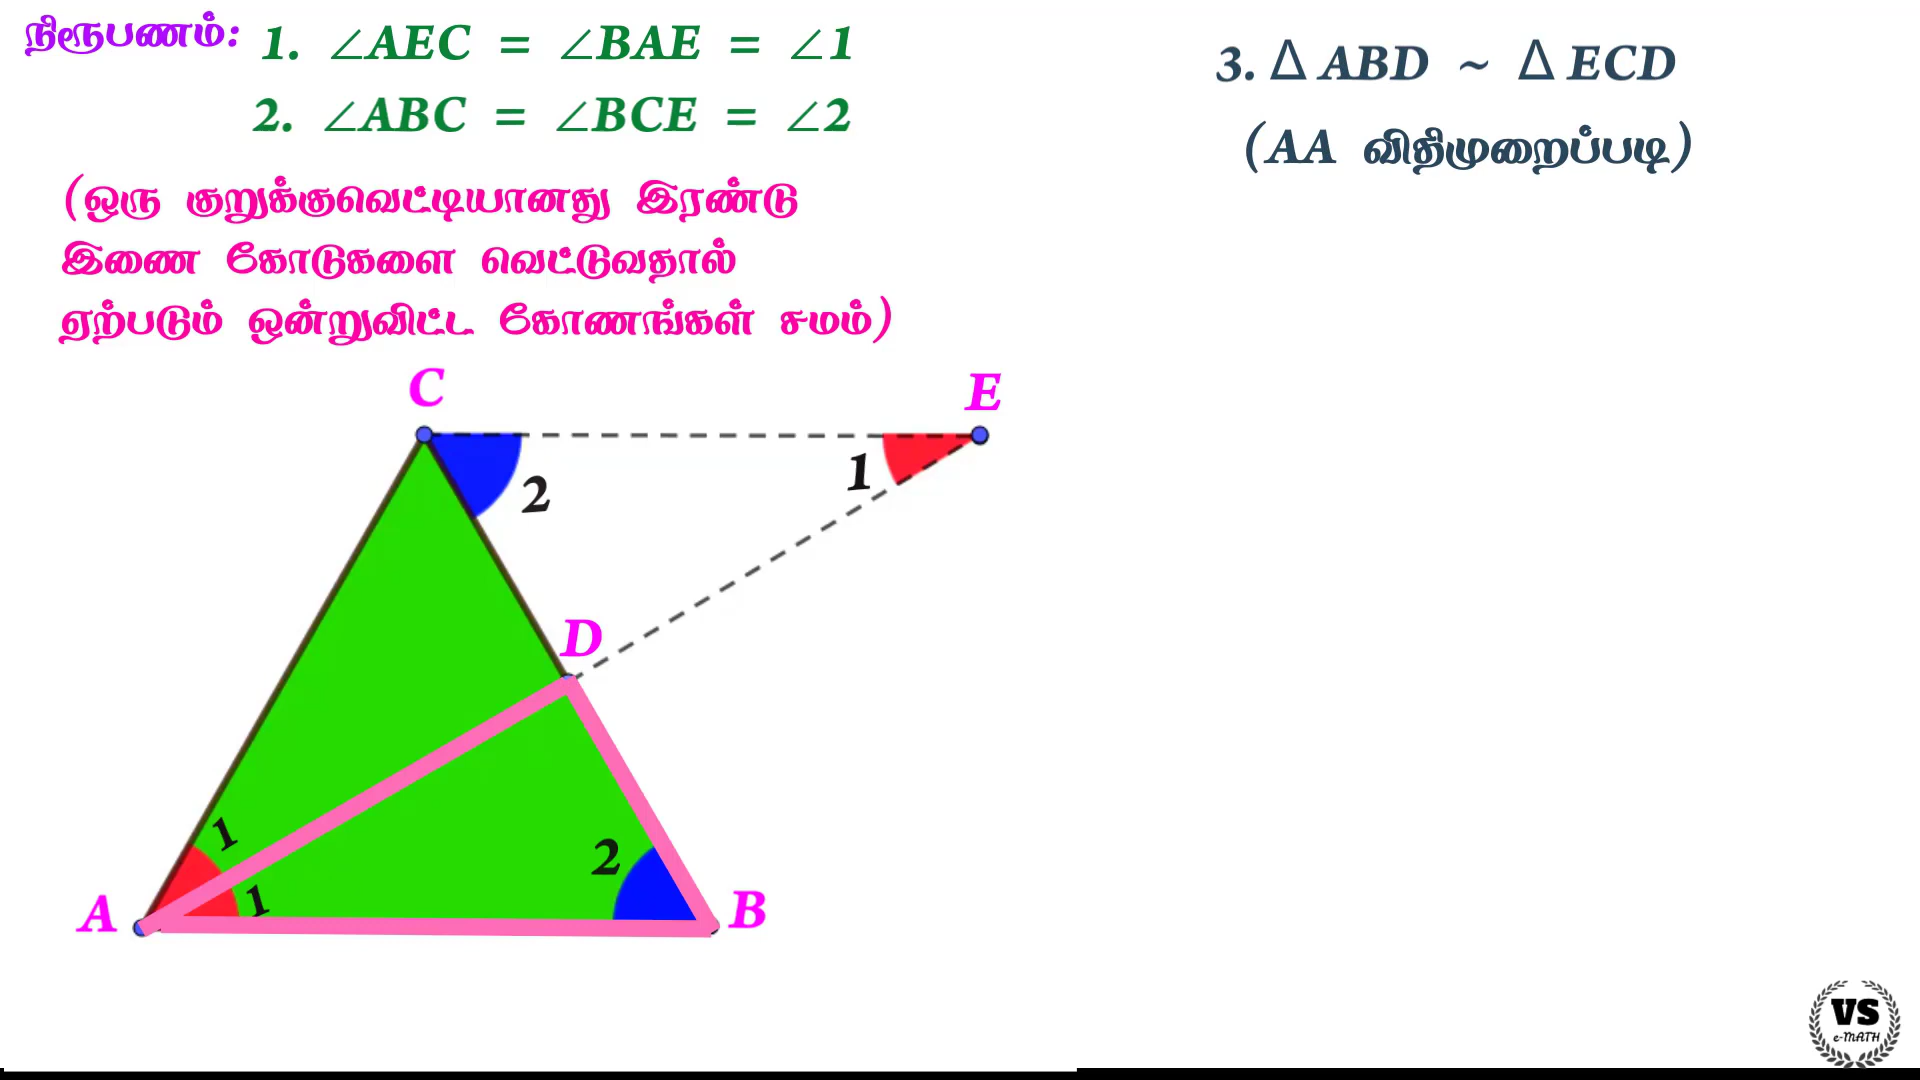 நிரூபணம்: 1. ∠AEC = ∠BAE = ∠1
2. ∠ABC = ∠BCE = ∠2
(ஒரு குறுக்குவெட்டியானது இரண்டு
இணை கோடுகளை வெட்டுவதால்
ஏற்படும் ஒன்றுவிட்ட கோணங்கள் சமம்)
3. Δ ABD ~ Δ ECD
(AA விதிமுறைப்படி)
C
E
2
1
D
1
1
2
A
B
VS
e-MATH